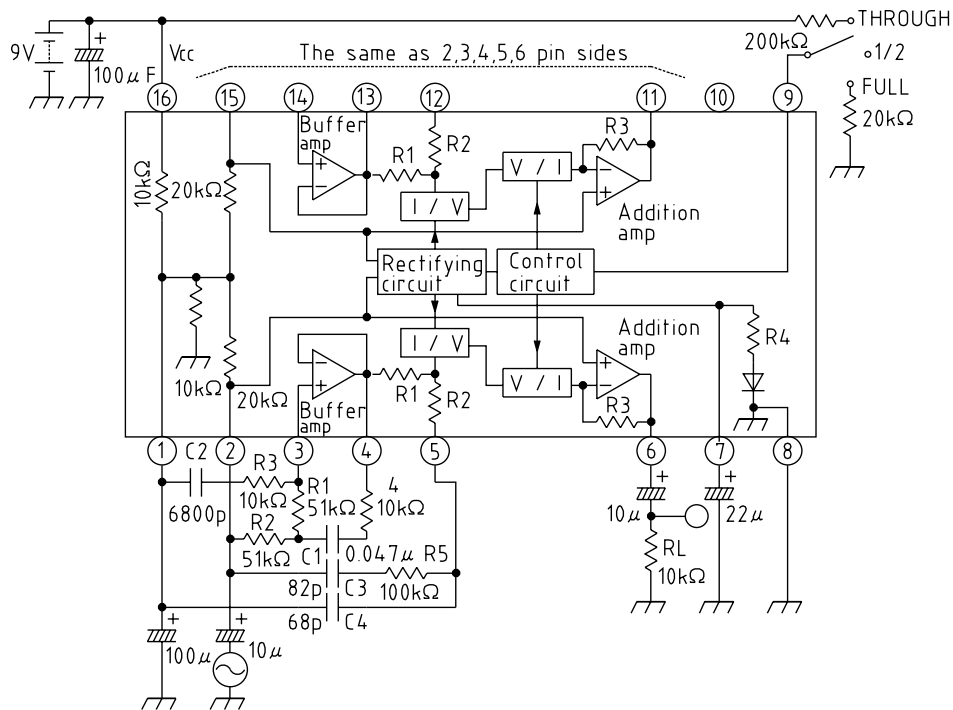 THROUGH
200kΩ
1/2
9V
+
100μF
Vcc
The same as 2,3,4,5,6 pin sides
FULL
20kΩ
16
15
14
13
12
11
10
9
Buffer
amp
+
−
R1
R2
R3
V / I
−
+
10kΩ
20kΩ
I / V
Addition
amp
Rectifying
circuit
Control
circuit
Addition
amp
R4
I / V
−
+
R1
R2
V / I
+
−
R3
10kΩ
20kΩ
Buffer
amp
1
2
3
4
5
6
7
8
C2
R3
10kΩ
6800p
R1
51kΩ
4
10kΩ
R2
51kΩ
C1
0.047μ
R5
100kΩ
82p
C3
68p
C4
+
10μ
+
22μ
RL
10kΩ
+
100μ
+
10μ